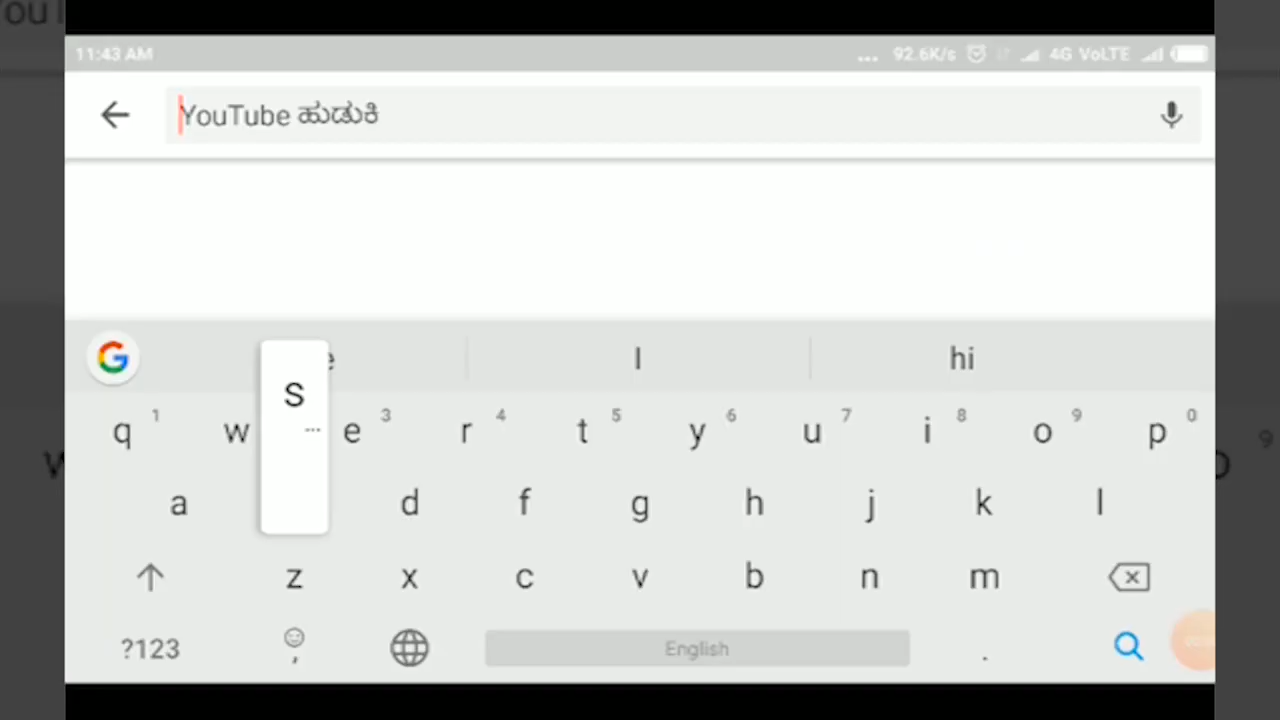 11:43 AM ... 92.6K/s 4G VoLTE
YouTube ಹುಡುಕಿ
I hi
q 1 w e 3 r 4 t 5 y 6 u 7 i 8 o 9 p 0
S
...
a d f g h j k l
z x c v b n m
?123 , English .